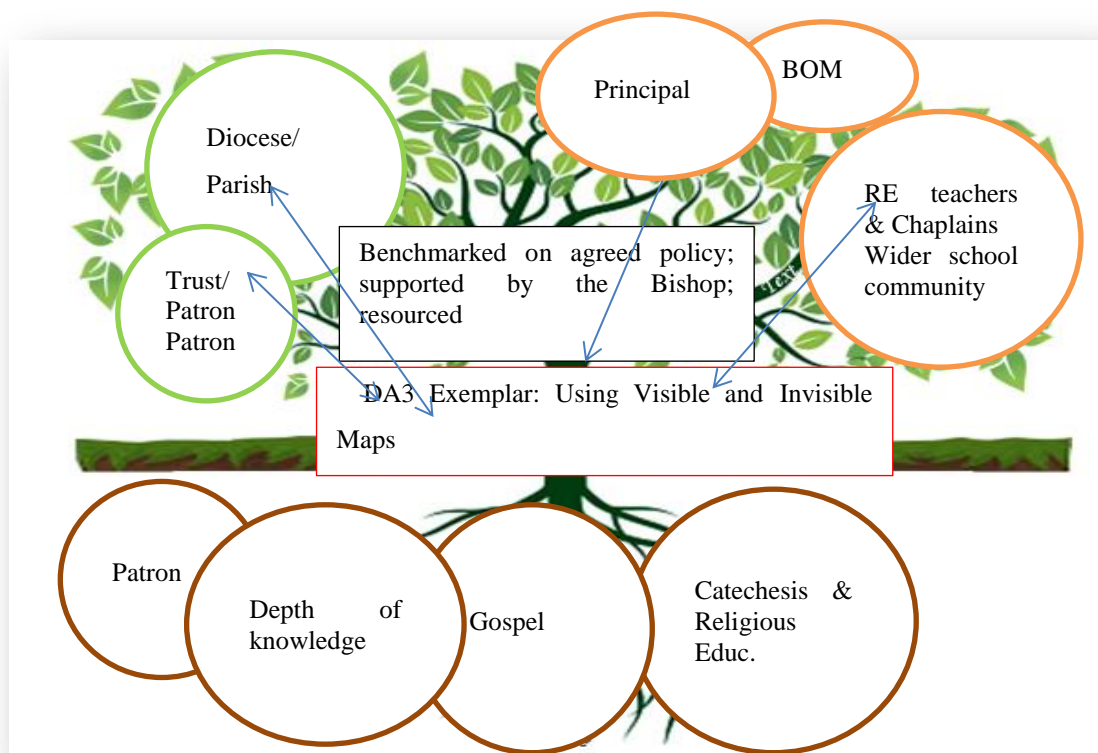 Principal
BOM
Diocese/
Parish
RE teachers
& Chaplains
Wider school
community
Trust/
Patron
Patron
Benchmarked on agreed policy;
supported by the Bishop;
resourced
Text
DA3 Exemplar: Using Visible and Invisible
Maps
Patron
Depth of
knowledge
Gospel
Catechesis &
Religious
Educ.